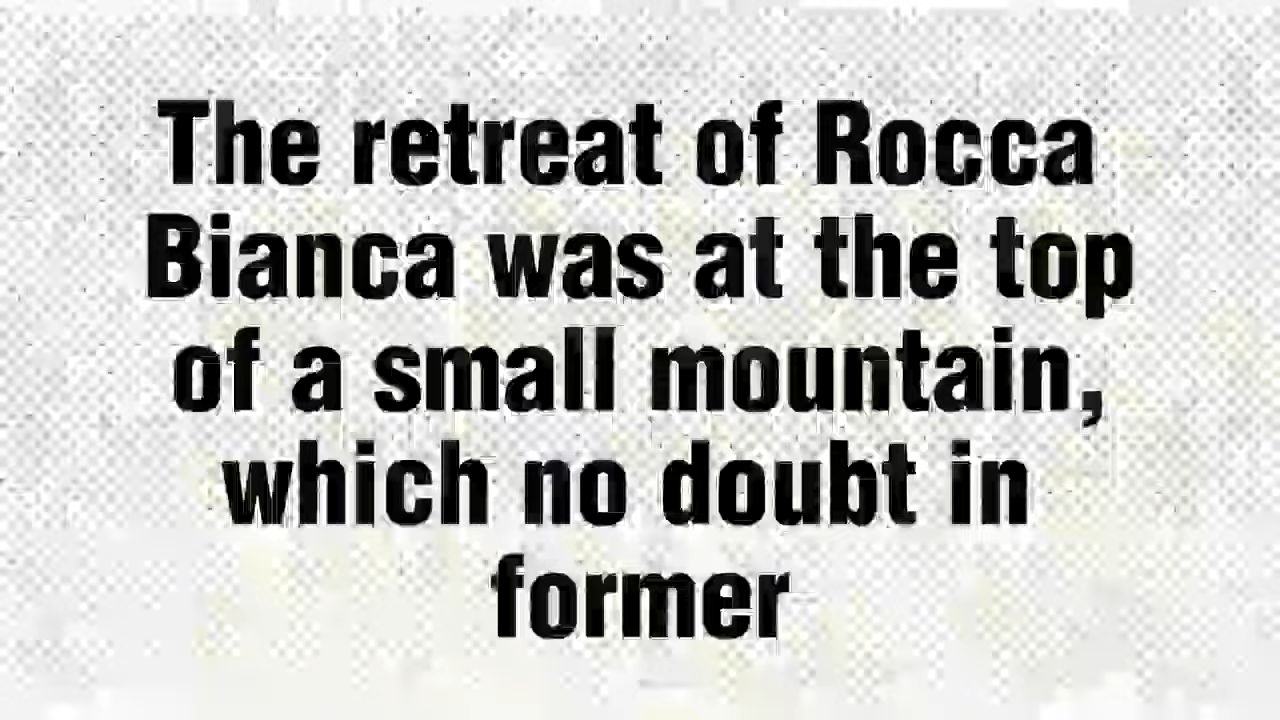 The retreat of Rocca
Bianca was at the top
of a small mountain,
which no doubt in
former